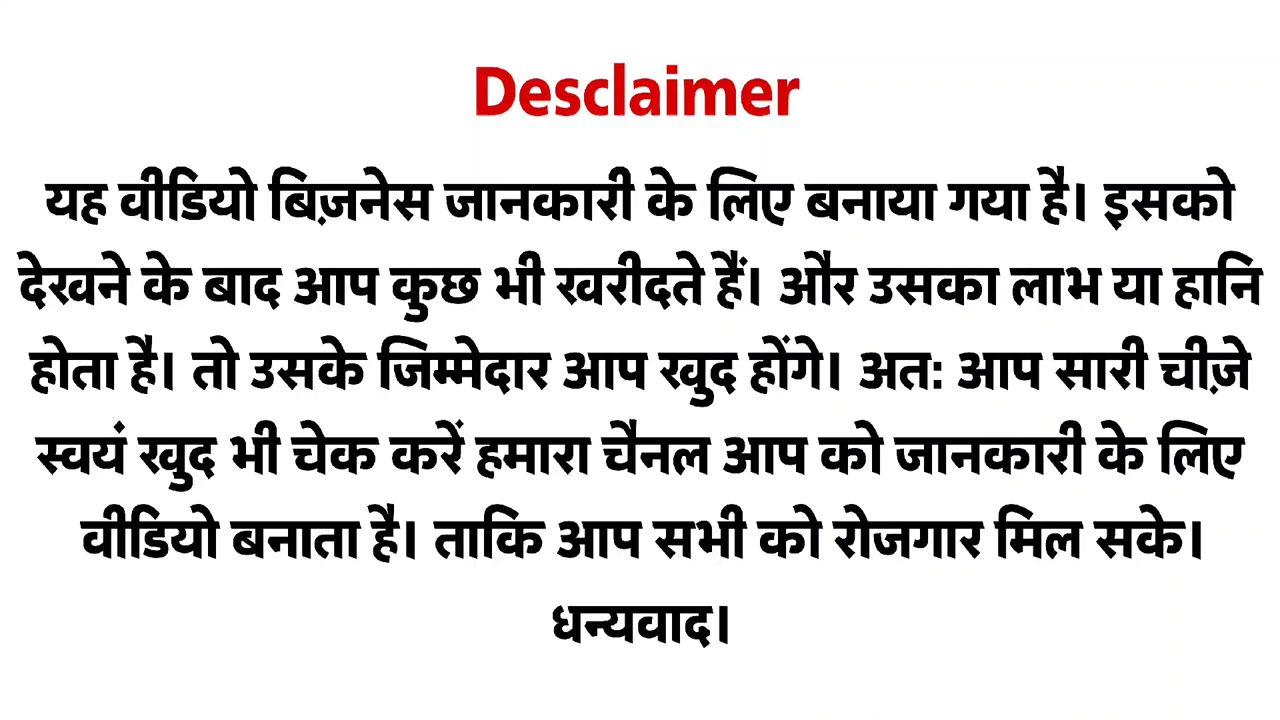 Desclaimer
यह वीडियो बिज़नेस जानकारी के लिए बनाया गया है। इसको
देखने के बाद आप कुछ भी खरीदते हैं। और उसका लाभ या हानि
होता है। तो उसके जिम्मेदार आप खुद होंगे। अत: आप सारी चीज़े
स्वयं खुद भी चेक करें हमारा चैनल आप को जानकारी के लिए
वीडियो बनाता है। ताकि आप सभी को रोजगार मिल सके।
धन्यवाद।